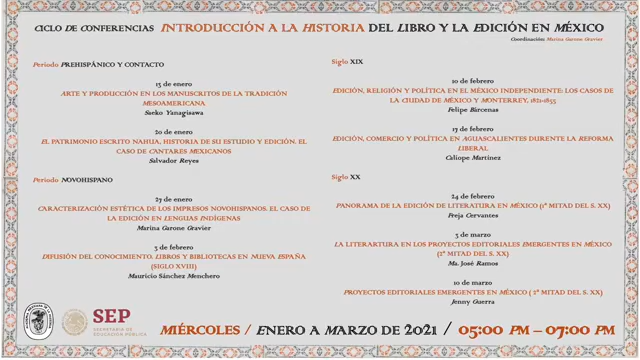 CICLO DE CONFERENCIAS INTRODUCCIÓN A LA HISTORIA DEL LIBRO Y LA EDICIÓN EN MÉXICO
Coordinación: Marina Garone Gravier
Periodo PREHISPÁNICO Y CONTACTO
13 de enero
ARTE Y PRODUCCIÓN EN LOS MANUSCRITOS DE LA TRADICIÓN
MESOAMERICANA
Saeko Yanagisawa
20 de enero
EL PATRIMONIO ESCRITO NAHUA, HISTORIA DE SU ESTUDIO Y EDICIÓN. EL
CASO DE CANTARES MEXICANOS
Salvador Reyes
Periodo NOVOHISPANO
27 de enero
CARACTERIZACIÓN ESTÉTICA DE LOS IMPRESOS NOVOHISPANOS. EL CASO DE
LA EDICIÓN EN LENGUAS INDÍGENAS
Marina Garone Gravier
3 de febrero
DIFUSIÓN DEL CONOCIMIENTO. LIBROS Y BIBLIOTECAS EN NUEVA ESPAÑA
(SIGLO XVIII)
Mauricio Sánchez Menchero
Siglo XIX
10 de febrero
EDICIÓN, RELIGIÓN Y POLÍTICA EN EL MÉXICO INDEPENDIENTE: LOS CASOS DE
LA CIUDAD DE MÉXICO Y MONTERREY, 1821-1855
Felipe Bárcenas
17 de febrero
EDICIÓN, COMERCIO Y POLÍTICA EN AGUASCALIENTES DURENTE LA REFORMA
LIBERAL
Calíope Martínez
Siglo XX
24 de febrero
PANORAMA DE LA EDICIÓN DE LITERATURA EN MÉXICO (1ª MITAD DEL S. XX)
Freja Cervantes
3 de marzo
LA LITERARTURA EN LOS PROYECTOS EDITORIALES EMERGENTES EN MÉXICO
(2ª MITAD DEL S. XX)
Ma. José Ramos
10 de marzo
PROYECTOS EDITORIALES EMERGENTES EN MÉXICO ( 2ª MITAD DEL S. XX)
Jenny Guerra
SEP
SECRETARÍA DE
EDUCACIÓN PÚBLICA
MIÉRCOLES / ENERO A MARZO DE 2021 / 05:00 PM – 07:00 PM